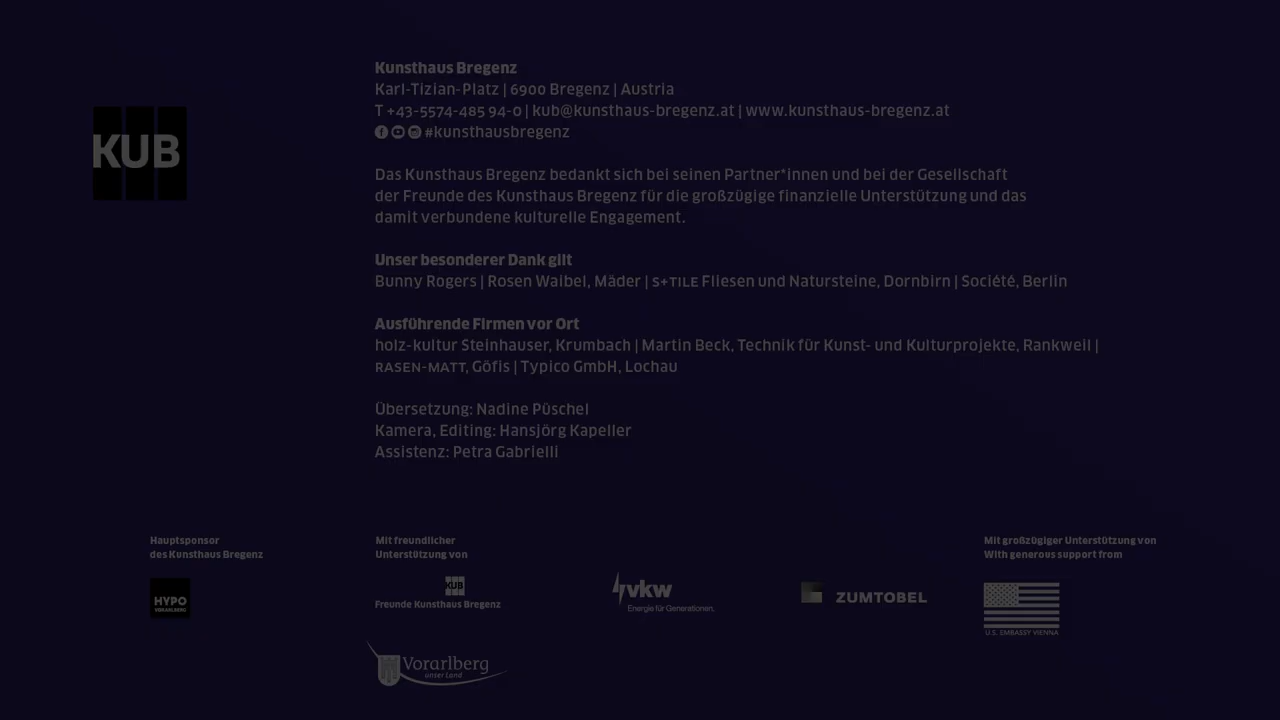 Kunsthaus Bregenz
Karl-Tizian-Platz | 6900 Bregenz | Austria
T +43-5574-485 94-0 | kub@kunsthaus-bregenz.at | www.kunsthaus-bregenz.at
#kunsthausbregenz
KUB
Das Kunsthaus Bregenz bedankt sich bei seinen Partner*innen und bei der Gesellschaft
der Freunde des Kunsthaus Bregenz für die großzügige finanzielle Unterstützung und das
damit verbundene kulturelle Engagement.
Unser besonderer Dank gilt
Bunny Rogers | Rosen Waibel, Mäder | S+TILE Fliesen und Natursteine, Dornbirn | Société, Berlin
Ausführende Firmen vor Ort
holz-kultur Steinhauser, Krumbach | Martin Beck, Technik für Kunst- und Kulturprojekte, Rankweil |
RASEN-MATT, Göfis | Typico GmbH, Lochau
Übersetzung: Nadine Püschel
Kamera, Editing: Hansjörg Kapeller
Assistenz: Petra Gabrielli
Hauptsponsor
des Kunsthaus Bregenz
HYPO
VORARLBERG
Mit freundlicher
Unterstützung von
KUB
Freunde Kunsthaus Bregenz
vkw
Energie für Generationen.
ZUMTOBEL
Mit großzügiger Unterstützung von
With generous support from
U.S. EMBASSY VIENNA
Vorarlberg
unser Land